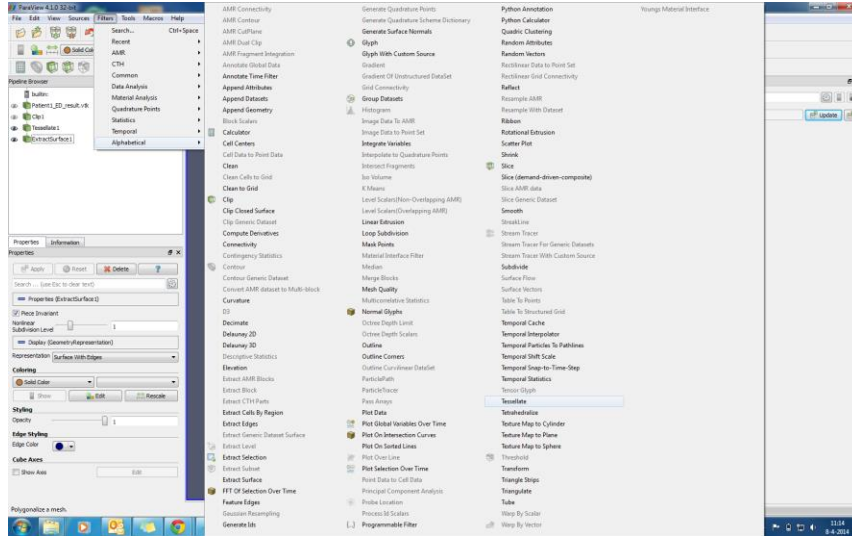 ParaView 4.1.0 32-bit
File Edit View Sources Filters Tools Macros Help
Search... Ctrl+Space
Recent
AMR
CTH
Common
Data Analysis
Material Analysis
Quadrature Points
Statistics
Temporal
Alphabetical
Solid Col
Pipeline Browser
builtin:
Patient1_ED_result.vtk
Clip1
Tessellate1
ExtractSurface1
Properties Information
Properties
Apply Reset Delete ?
Search ... (use Esc to clear text)
Properties (ExtractSurface1)
Piece Invariant
Nonlinear
Subdivision Level 1
Display (GeometryRepresentation)
Representation Surface With Edges
Coloring
Solid Color
Show Edit Rescale
Styling
Opacity 1
Edge Styling
Edge Color
Cube Axes
Show Axes Edit
Polygonalize a mesh.
AMR Connectivity
AMR Contour
AMR CutPlane
AMR Dual Clip
AMR Fragment Integration
Annotate Global Data
Annotate Time Filter
Append Attributes
Append Datasets
Append Geometry
Block Scalars
Calculator
Cell Centers
Cell Data to Point Data
Clean
Clean Cells to Grid
Clean to Grid
Clip
Clip Closed Surface
Clip Generic Dataset
Compute Derivatives
Connectivity
Contingency Statistics
Contour
Contour Generic Dataset
Convert AMR dataset to Multi-block
Curvature
D3
Decimate
Delaunay 2D
Delaunay 3D
Descriptive Statistics
Elevation
Extract AMR Blocks
Extract Block
Extract CTH Parts
Extract Cells By Region
Extract Edges
Extract Generic Dataset Surface
Extract Level
Extract Selection
Extract Subset
Extract Surface
FFT Of Selection Over Time
Feature Edges
Gaussian Resampling
Generate Ids
Generate Quadrature Points
Generate Quadrature Scheme Dictionary
Generate Surface Normals
Glyph
Glyph With Custom Source
Gradient
Gradient Of Unstructured DataSet
Grid Connectivity
Group Datasets
Histogram
Image Data To AMR
Image Data to Point Set
Integrate Variables
Interpolate to Quadrature Points
Intersect Fragments
Iso Volume
K Means
Level Scalars(Non-Overlapping AMR)
Level Scalars(Overlapping AMR)
Linear Extrusion
Loop Subdivision
Mask Points
Material Interface Filter
Median
Merge Blocks
Mesh Quality
Multicorrelative Statistics
Normal Glyphs
Octree Depth Limit
Octree Depth Scalars
Outline
Outline Corners
Outline Curvilinear DataSet
ParticlePath
ParticleTracer
Pass Arrays
Plot Data
Plot Global Variables Over Time
Plot On Intersection Curves
Plot On Sorted Lines
Plot Over Line
Plot Selection Over Time
Point Data to Cell Data
Principal Component Analysis
Probe Location
Process Id Scalars
Programmable Filter
Python Annotation
Python Calculator
Quadric Clustering
Random Attributes
Random Vectors
Rectilinear Data to Point Set
Rectilinear Grid Connectivity
Reflect
Resample AMR
Resample With Dataset
Ribbon
Rotational Extrusion
Scatter Plot
Shrink
Slice
Slice (demand-driven-composite)
Slice AMR data
Slice Generic Dataset
Smooth
StreakLine
Stream Tracer
Stream Tracer For Generic Datasets
Stream Tracer With Custom Source
Subdivide
Surface Flow
Surface Vectors
Table To Points
Table To Structured Grid
Temporal Cache
Temporal Interpolator
Temporal Particles To Pathlines
Temporal Shift Scale
Temporal Snap-to-Time-Step
Temporal Statistics
Tensor Glyph
Tessellate
Tetrahedralize
Texture Map to Cylinder
Texture Map to Plane
Texture Map to Sphere
Threshold
Transform
Triangle Strips
Triangulate
Tube
Warp By Scalar
Warp By Vector
Youngs Material Interface
Update
11:14
8-4-2014